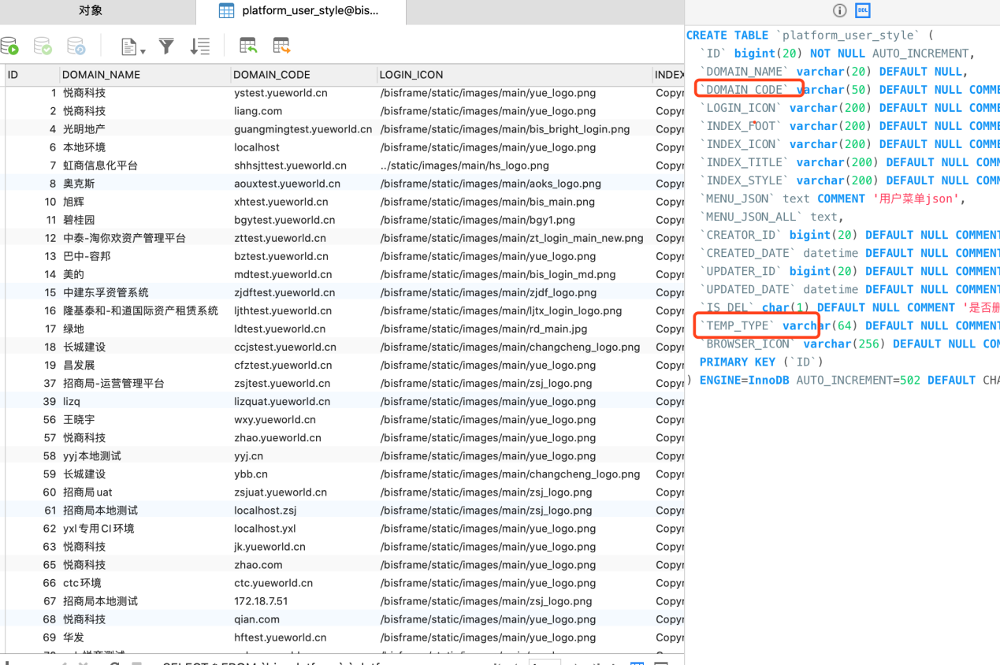 对象
platform_user_style@bis...
DDL
ID DOMAIN_NAME DOMAIN_CODE LOGIN_ICON INDEX
1 悦商科技 ystest.yueworld.cn /bisframe/static/images/main/yue_logo.png Copyr
2 悦商科技 liang.com /bisframe/static/images/main/yue_logo.png Copyr
4 光明地产 guangmingtest.yueworld.cn /bisframe/static/images/main/bis_bright_login.png Copyr
6 本地环境 localhost /bisframe/static/images/main/yue_logo.png Copyr
7 虹商信息化平台 shhsjttest.yueworld.cn ../static/images/main/hs_logo.png Copyr
8 奥克斯 aouxtest.yueworld.cn /bisframe/static/images/main/aoks_logo.png Copyr
10 旭辉 xhtest.yueworld.cn /bisframe/static/images/main/bis_main.png Copyr
11 碧桂园 bgytest.yueworld.cn /bisframe/static/images/main/bgy1.png Copyr
12 中泰-淘你欢资产管理平台 zttest.yueworld.cn /bisframe/static/images/main/zt_login_main_new.png Copyr
13 巴中-容邦 bztest.yueworld.cn /bisframe/static/images/main/yue_logo.png Copyr
14 美的 mdtest.yueworld.cn /bisframe/static/images/main/bis_login_md.png Copyr
15 中建东孚资管系统 zjdftest.yueworld.cn /bisframe/static/images/main/zjdf_logo.png Copyr
16 隆基泰和-和道国际资产租赁系统 ljthtest.yueworld.cn /bisframe/static/images/main/ljtx_login_logo.png Copyr
17 绿地 ldtest.yueworld.cn /bisframe/static/images/main/rd_main.jpg Copyr
18 长城建设 ccjstest.yueworld.cn /bisframe/static/images/main/changcheng_logo.png Copyr
19 昌发展 cfztest.yueworld.cn /bisframe/static/images/main/yue_logo.png Copyr
37 招商局-运营管理平台 zsjtest.yueworld.cn /bisframe/static/images/main/zsj_logo.png Copyr
39 lizq lizquat.yueworld.cn /bisframe/static/images/main/yue_logo.png Copyr
56 王晓宇 wxy.yueworld.cn /bisframe/static/images/main/yue_logo.png Copyr
57 悦商科技 zhao.yueworld.cn /bisframe/static/images/main/yue_logo.png Copyr
58 yyj本地测试 yyj.cn /bisframe/static/images/main/yue_logo.png Copyr
59 长城建设 ybb.cn /bisframe/static/images/main/changcheng_logo.png Copyr
60 招商局uat zsjuat.yueworld.cn /bisframe/static/images/main/zsj_logo.png Copyr
61 招商局本地测试 localhost.zsj /bisframe/static/images/main/zsj_logo.png Copyr
62 yxl专用CI环境 localhost.yxl /bisframe/static/images/main/yue_logo.png Copyr
63 悦商科技 jk.yueworld.cn /bisframe/static/images/main/yue_logo.png Copyr
65 悦商科技 zhao.com /bisframe/static/images/main/yue_logo.png Copyr
66 ctc环境 ctc.yueworld.cn /bisframe/static/images/main/yue_logo.png Copyr
67 招商局本地测试 172.18.7.51 /bisframe/static/images/main/zsj_logo.png Copyr
68 悦商科技 qian.com /bisframe/static/images/main/yue_logo.png Copyr
69 华发 hftest.yueworld.cn /bisframe/static/images/main/yue_logo.png Copyr
CREATE TABLE `platform_user_style` (
`ID` bigint(20) NOT NULL AUTO_INCREMENT,
`DOMAIN_NAME` varchar(20) DEFAULT NULL,
`DOMAIN_CODE` varchar(50) DEFAULT NULL COMME
`LOGIN_ICON` varchar(200) DEFAULT NULL COMME
`INDEX_FOOT` varchar(200) DEFAULT NULL COMME
`INDEX_ICON` varchar(200) DEFAULT NULL COMME
`INDEX_TITLE` varchar(200) DEFAULT NULL COMM
`INDEX_STYLE` varchar(200) DEFAULT NULL COMM
`MENU_JSON` text COMMENT '用户菜单json',
`MENU_JSON_ALL` text,
`CREATOR_ID` bigint(20) DEFAULT NULL COMMENT
`CREATED_DATE` datetime DEFAULT NULL COMMENT
`UPDATER_ID` bigint(20) DEFAULT NULL COMMENT
`UPDATED_DATE` datetime DEFAULT NULL COMMENT
`IS_DEL` char(1) DEFAULT NULL COMMENT '是否删
`TEMP_TYPE` varchar(64) DEFAULT NULL COMMENT
`BROWSER_ICON` varchar(256) DEFAULT NULL COM
PRIMARY KEY (`ID`)
) ENGINE=InnoDB AUTO_INCREMENT=502 DEFAULT CHA